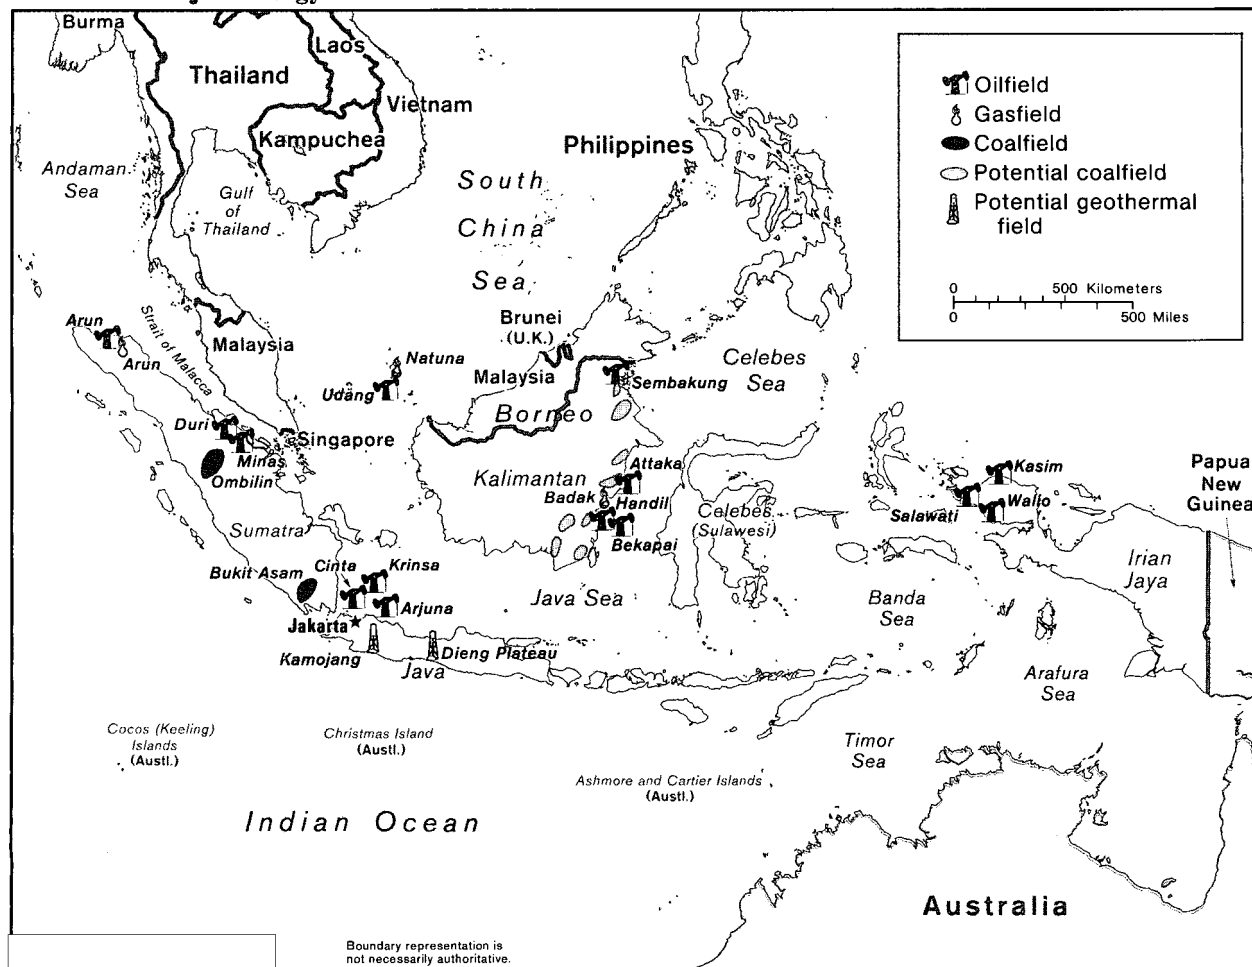 Burma
Laos
Thailand
Vietnam
Kampuchea
Philippines
Andaman
Sea
Gulf
of
Thailand
South
China
Sea
Oilfield
Gasfield
Coalfield
Potential coalfield
Potential geothermal
field
0 500 Kilometers
0 500 Miles
Arun
Arun
Strait of Malacca
Malaysia
Brunei
(U.K.)
Natuna
Udang
Malaysia
Sembakung
Celebes
Sea
Borneo
Duri
Minas
Singapore
Ombilin
Kalimantan
Attaka
Badak
Handil
Bekapai
Celebes
(Sulawesi)
Kasim
Salawati
Wallo
Papua
New
Guinea
Sumatra
Irian
Jaya
Bukit Asam
Cinta
Krinsa
Arjuna
Java Sea
Banda
Sea
Jakarta
Kamojang
Dieng Plateau
Java
Arafura
Sea
Cocos (Keeling)
Islands
(Austl.)
Christmas Island
(Austl.)
Timor
Sea
Ashmore and Cartier Islands
(Austl.)
Indian Ocean
Australia
Boundary representation is
not necessarily authoritative.